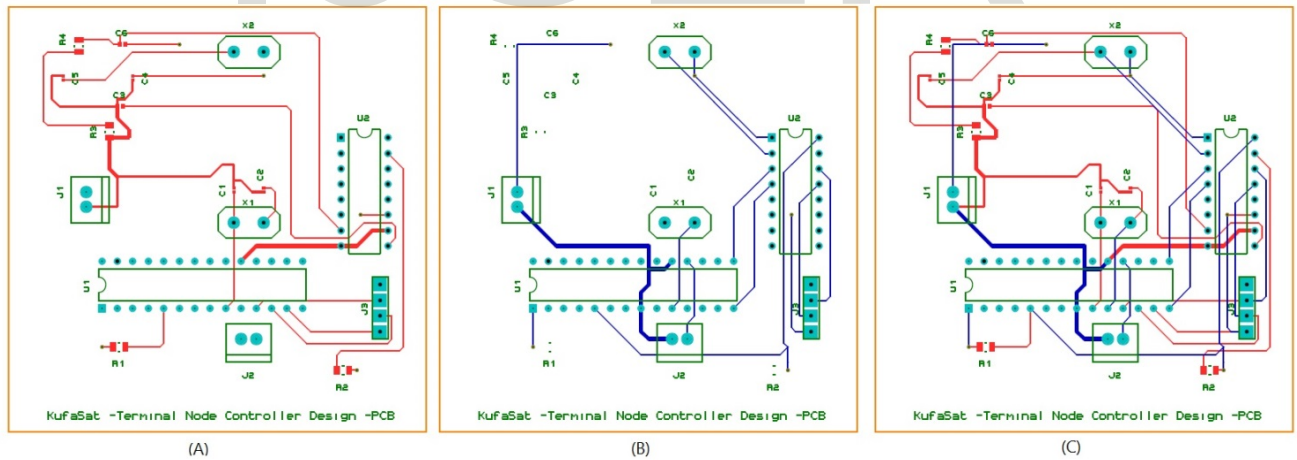 X2
C6
R4
C5
C4
C3
R3
U2
J1
C1
C2
X1
U1
J3
R1
J2
R2
KufaSat -Terminal Node Controller Design -PCB
(A)
X2
C6
R4
C5
C4
C3
R3
U2
J1
C1
C2
X1
U1
J3
R1
J2
R2
KufaSat -Terminal Node Controller Design -PCB
(B)
X2
C6
R4
C5
C4
C3
R3
U2
J1
C1
C2
X1
U1
J3
R1
J2
R2
KufaSat -Terminal Node Controller Design -PCB
(C)